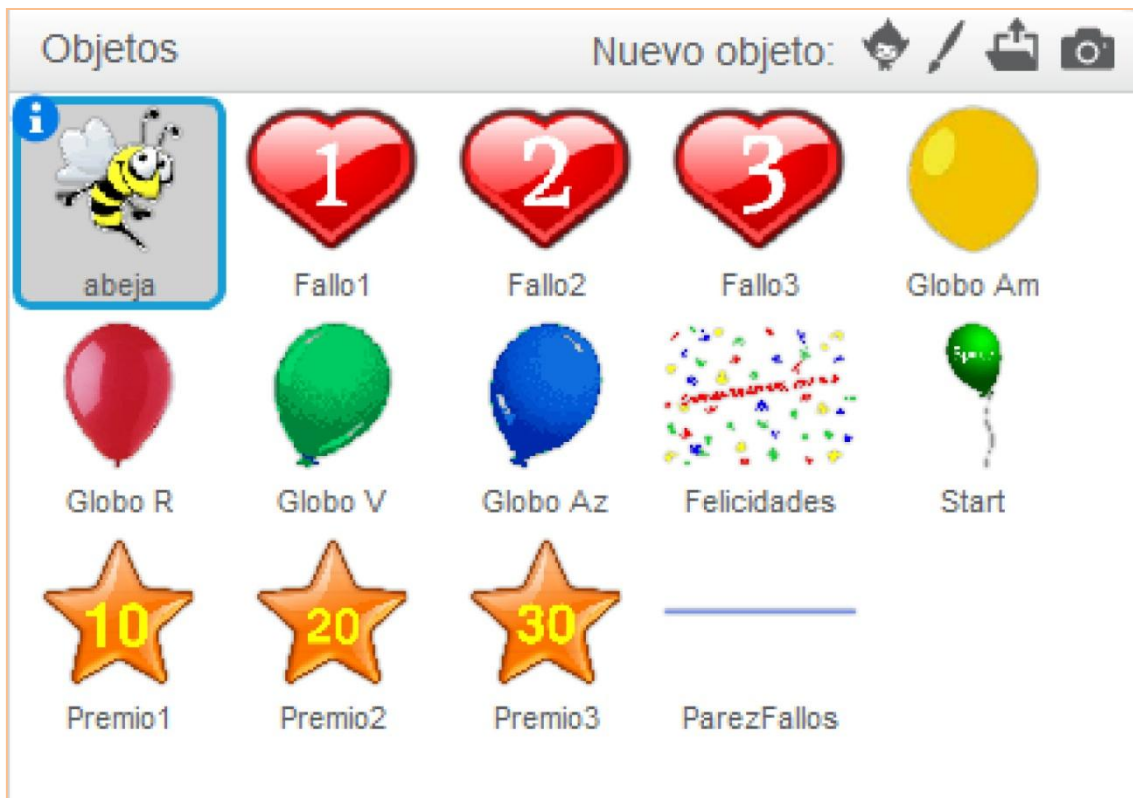 Objetos Nuevo objeto:
i
1 2 3
abeja Fallo1 Fallo2 Fallo3 Globo Am
Globo R Globo V Globo Az Felicidades Start
10 20 30
Premio1 Premio2 Premio3 ParezFallos